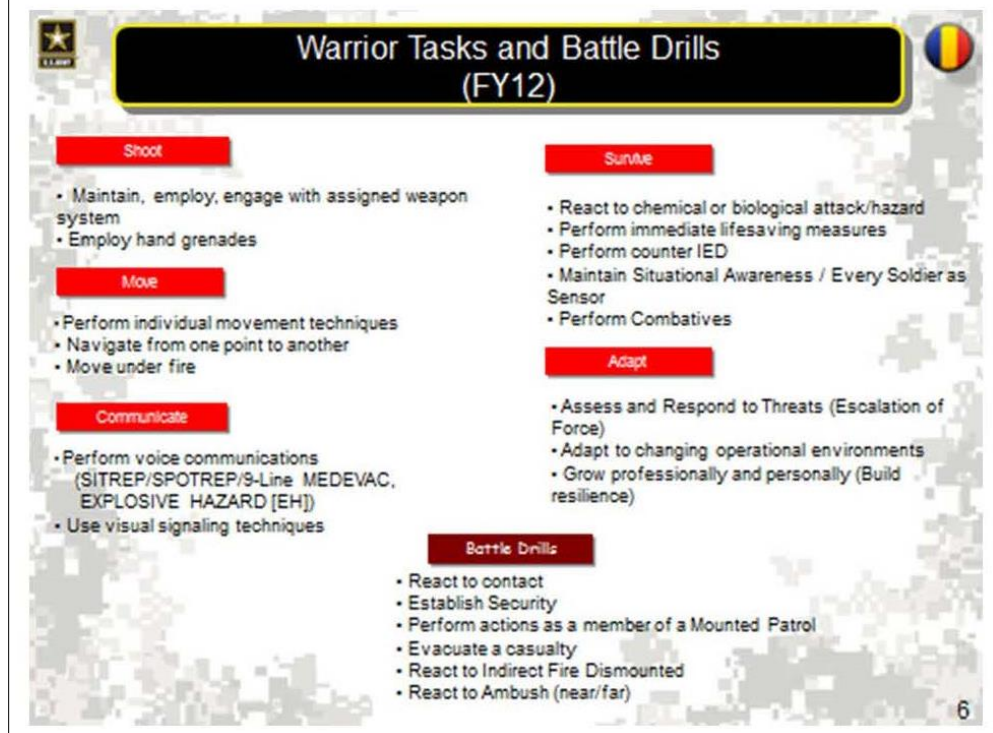 Warrior Tasks and Battle Drills
(FY12)
Shoot
• Maintain, employ, engage with assigned weapon
system
• Employ hand grenades
Move
• Perform individual movement techniques
• Navigate from one point to another
• Move under fire
Communicate
• Perform voice communications
(SITREP/SPOTREP/9-Line MEDEVAC,
EXPLOSIVE HAZARD [EH])
• Use visual signaling techniques
Survive
• React to chemical or biological attack/hazard
• Perform immediate lifesaving measures
• Perform counter IED
• Maintain Situational Awareness / Every Soldier as
Sensor
• Perform Combatives
Adapt
• Assess and Respond to Threats (Escalation of
Force)
• Adapt to changing operational environments
• Grow professionally and personally (Build
resilience)
Battle Drills
• React to contact
• Establish Security
• Perform actions as a member of a Mounted Patrol
• Evacuate a casualty
• React to Indirect Fire Dismounted
• React to Ambush (near/far)
6